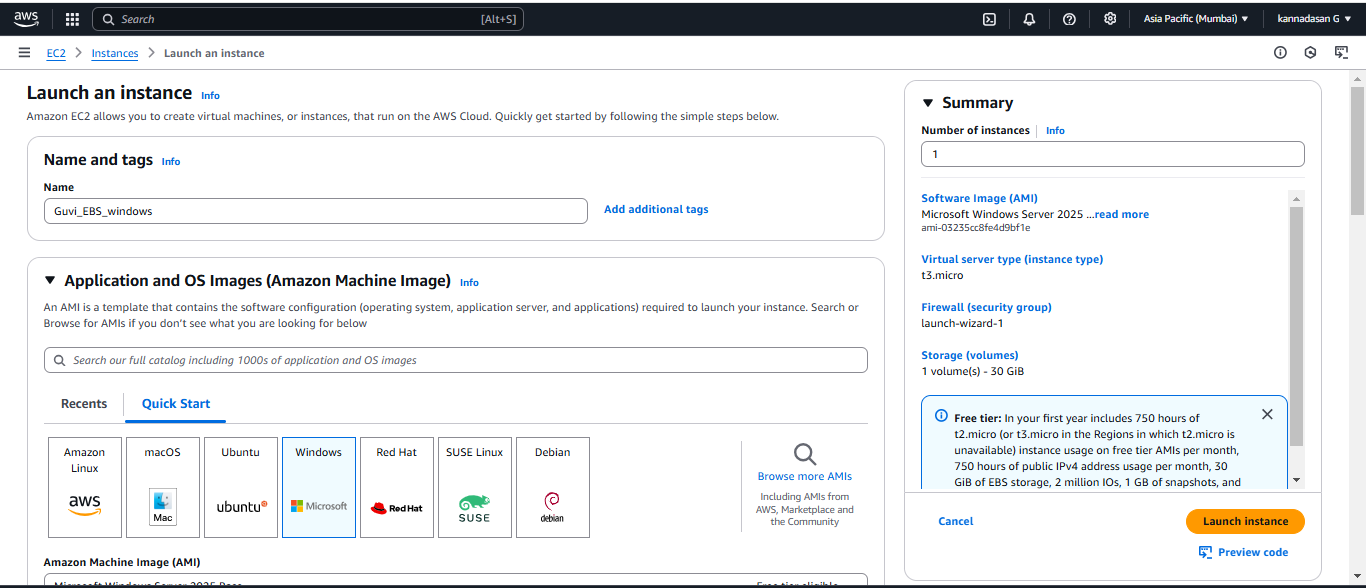 aws
Search [Alt+S]
Asia Pacific (Mumbai) ▼
kannadasan G ▼
EC2 > Instances > Launch an instance
Launch an instance Info
Amazon EC2 allows you to create virtual machines, or instances, that run on the AWS Cloud. Quickly get started by following the simple steps below.
Name and tags Info
Name
Guvi_EBS_windows
Add additional tags
Application and OS Images (Amazon Machine Image) Info
An AMI is a template that contains the software configuration (operating system, application server, and applications) required to launch your instance. Search or
Browse for AMIs if you don't see what you are looking for below
Search our full catalog including 1000s of application and OS images
Recents
Quick Start
Amazon
Linux
aws
macOS
Mac
Ubuntu
ubuntu
Windows
Microsoft
Red Hat
Red Hat
SUSE Linux
SUSE
Debian
debian
Browse more AMIs
Including AMIs from
AWS, Marketplace and
the Community
Amazon Machine Image (AMI)
Microsoft Windows Server 2025 Base
Free tier eligible
Summary
Number of instances Info
1
Software Image (AMI)
Microsoft Windows Server 2025 ...read more
ami-03235cc8fe4d9bf1e
Virtual server type (instance type)
t3.micro
Firewall (security group)
launch-wizard-1
Storage (volumes)
1 volume(s) - 30 GiB
Free tier: In your first year includes 750 hours of
t2.micro (or t3.micro in the Regions in which t2.micro is
unavailable) instance usage on free tier AMIs per month,
750 hours of public IPv4 address usage per month, 30
GiB of EBS storage, 2 million IOs, 1 GB of snapshots, and
Cancel
Launch instance
Preview code